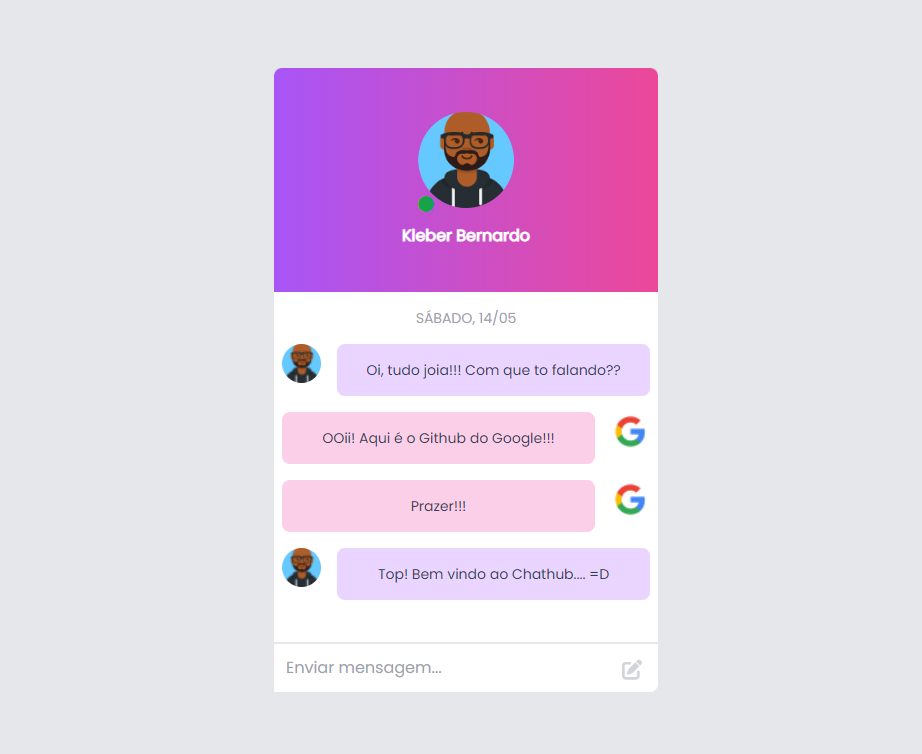 Kleber Bernardo
SÁBADO, 14/05
Oi, tudo joia!!! Com que to falando??
OOii! Aqui é o Github do Google!!!
Prazer!!!
Top! Bem vindo ao Chathub.... =D
Enviar mensagem...